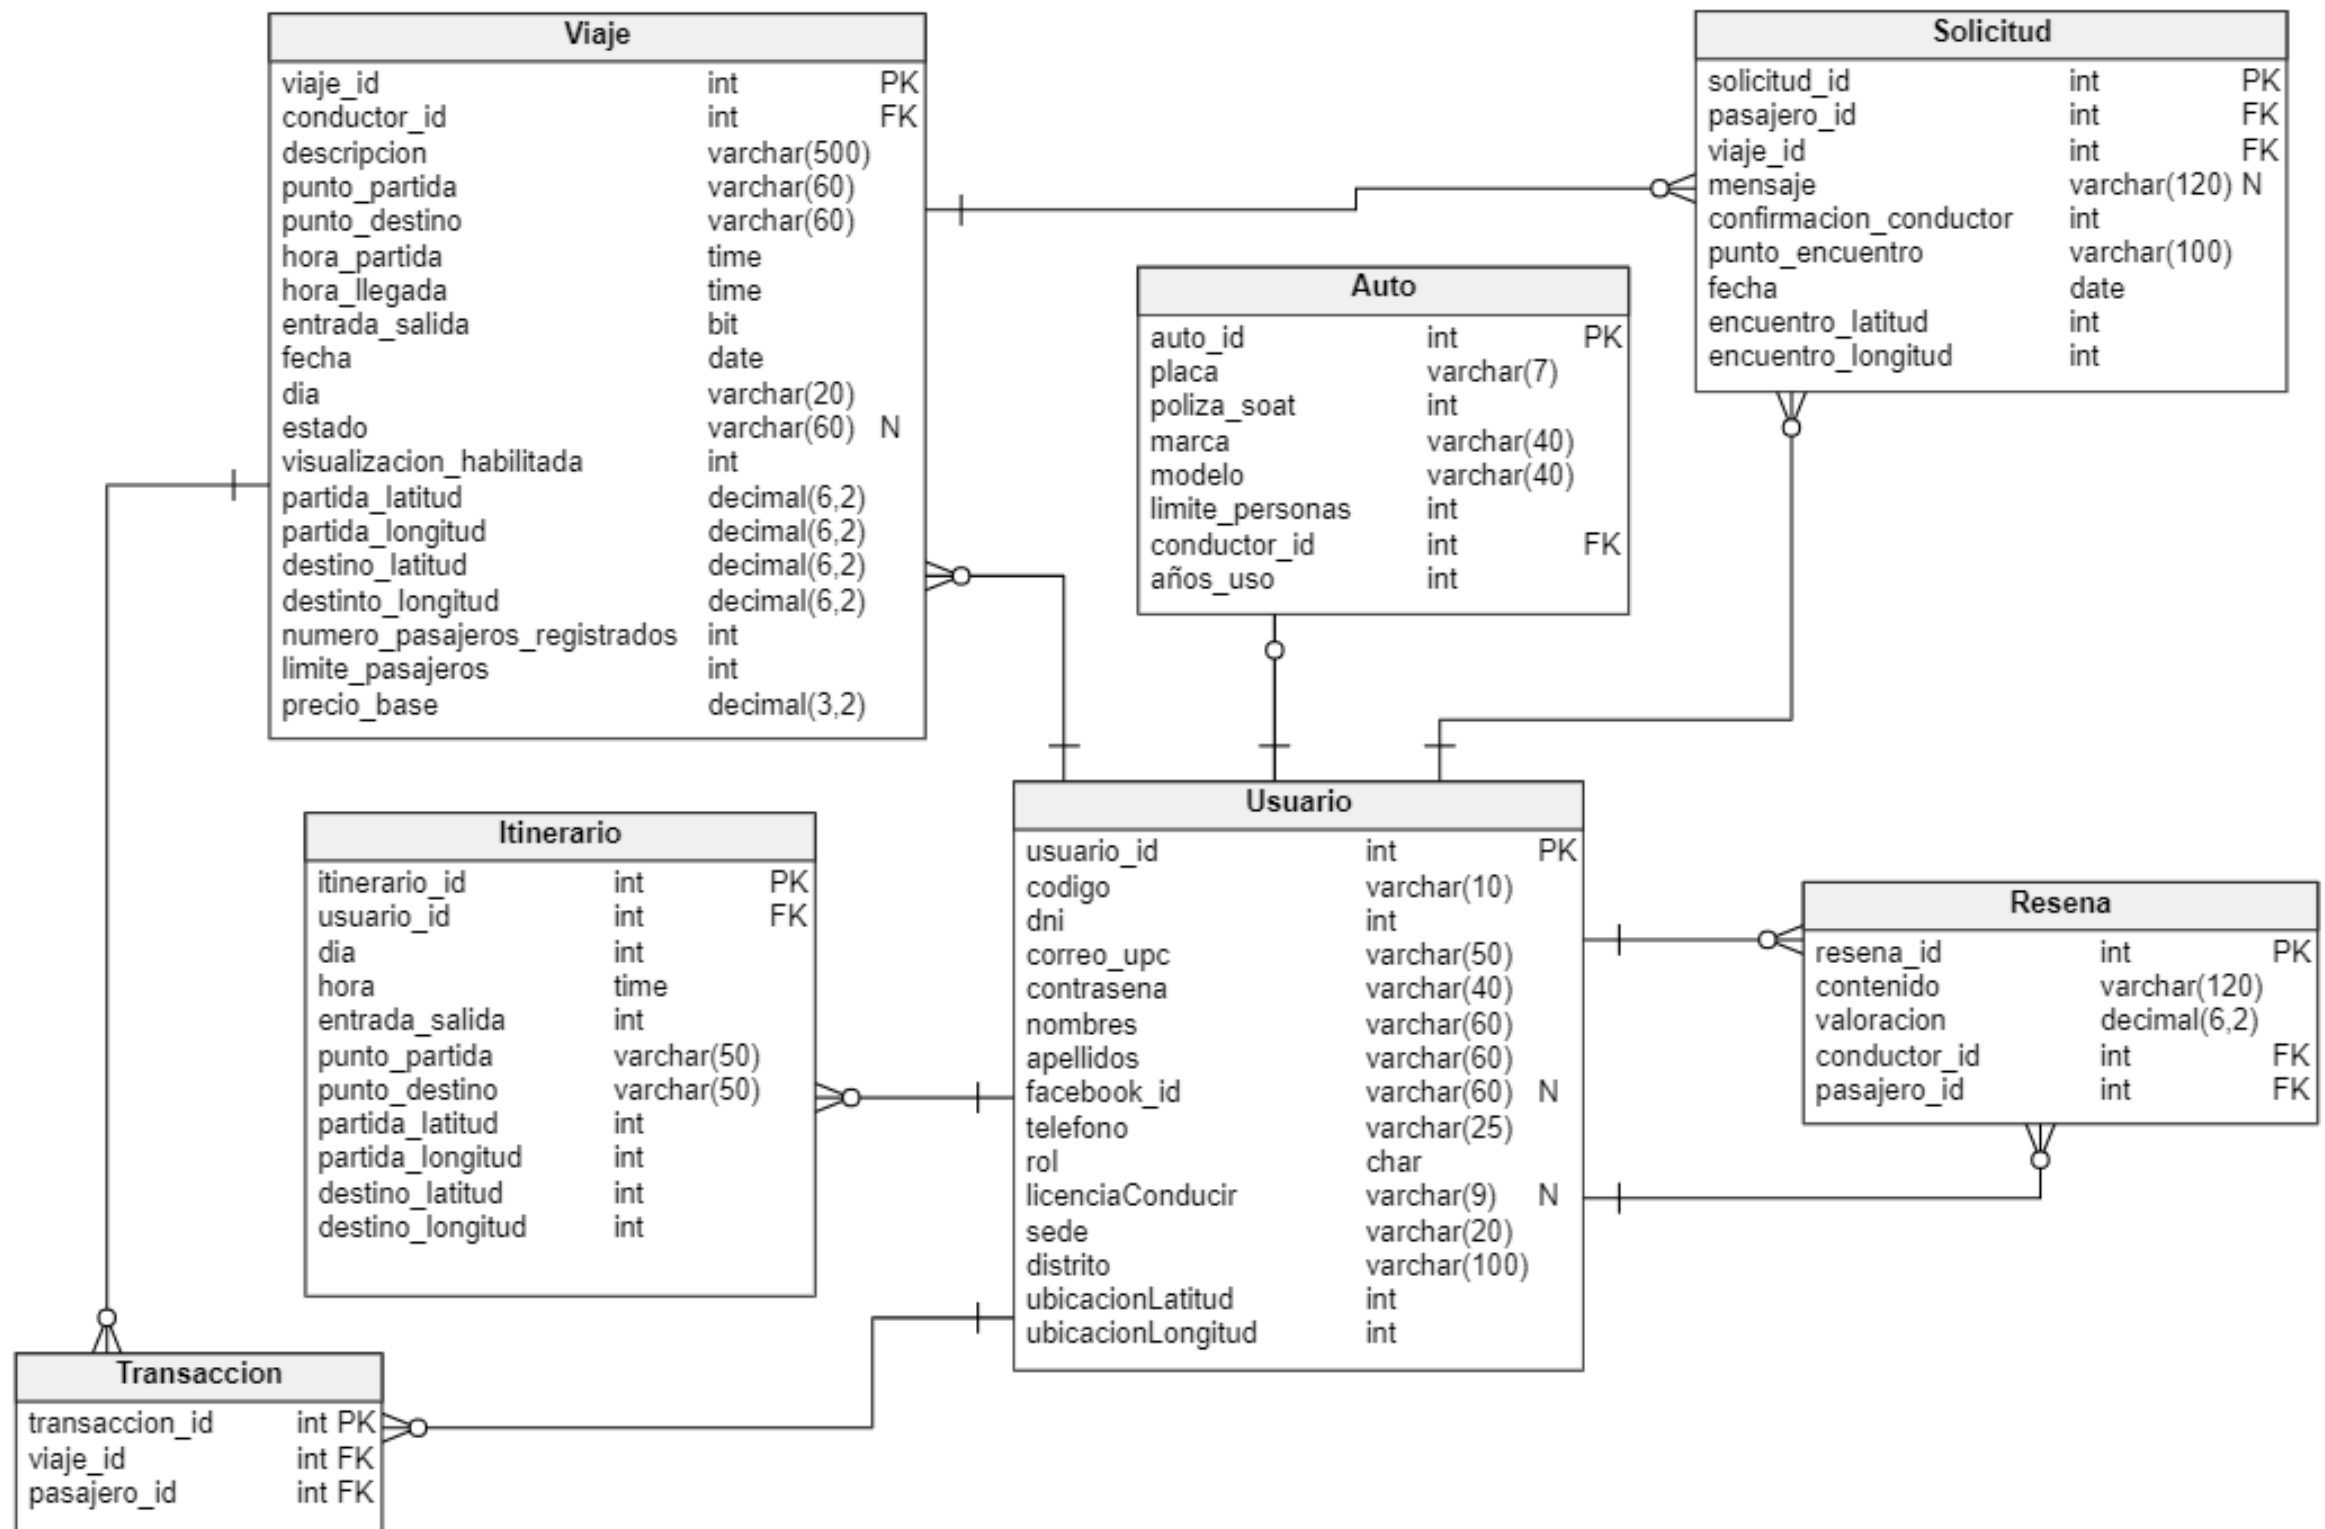 Viaje
viaje_id int PK
conductor_id int FK
descripcion varchar(500)
punto_partida varchar(60)
punto_destino varchar(60)
hora_partida time
hora_llegada time
entrada_salida bit
fecha date
dia varchar(20)
estado varchar(60) N
visualizacion_habilitada int
partida_latitud decimal(6,2)
partida_longitud decimal(6,2)
destino_latitud decimal(6,2)
destinto_longitud decimal(6,2)
numero_pasajeros_registrados int
limite_pasajeros int
precio_base decimal(3,2)
Solicitud
solicitud_id int PK
pasajero_id int FK
viaje_id int FK
mensaje varchar(120) N
confirmacion_conductor int
punto_encuentro varchar(100)
fecha date
encuentro_latitud int
encuentro_longitud int
Auto
auto_id int PK
placa varchar(7)
poliza_soat int
marca varchar(40)
modelo varchar(40)
limite_personas int
conductor_id int FK
años_uso int
Itinerario
itinerario_id int PK
usuario_id int FK
dia int
hora time
entrada_salida int
punto_partida varchar(50)
punto_destino varchar(50)
partida_latitud int
partida_longitud int
destino_latitud int
destino_longitud int
Usuario
usuario_id int PK
codigo varchar(10)
dni int
correo_upc varchar(50)
contrasena varchar(40)
nombres varchar(60)
apellidos varchar(60)
facebook_id varchar(60) N
telefono varchar(25)
rol char
licenciaConducir varchar(9) N
sede varchar(20)
distrito varchar(100)
ubicacionLatitud int
ubicacionLongitud int
Resena
resena_id int PK
contenido varchar(120)
valoracion decimal(6,2)
conductor_id int FK
pasajero_id int FK
Transaccion
transaccion_id int PK
viaje_id int FK
pasajero_id int FK